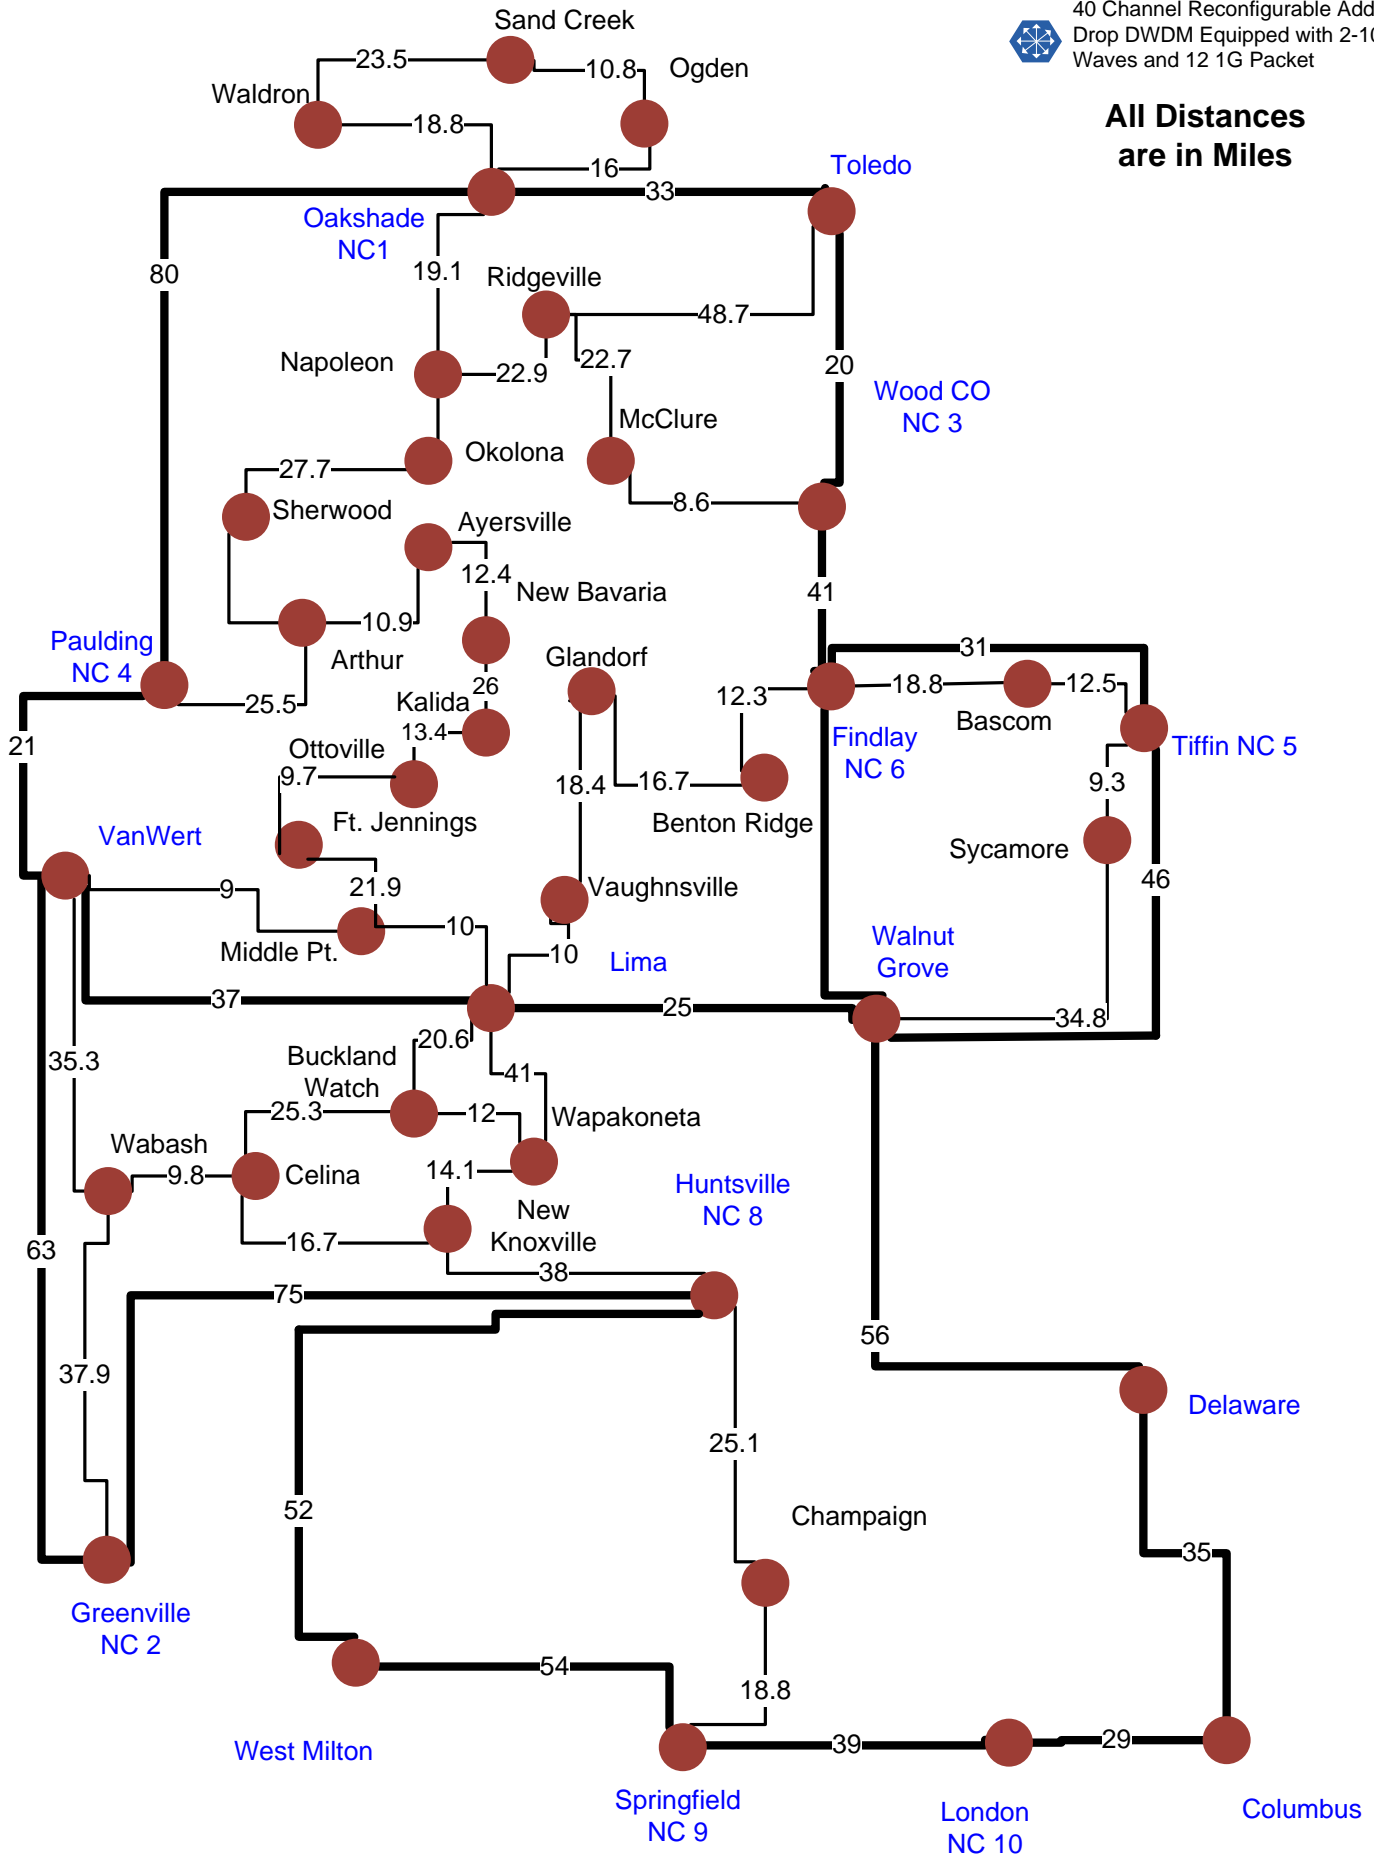 40 Channel Reconfigurable Add
Drop DWDM Equipped with 2-10
Waves and 12 1G Packet
All Distances
are in Miles
Sand Creek
23.5
10.8
Ogden
Waldron
18.8
16
Toledo
33
Oakshade
NC1
80
19.1
Ridgeville
48.7
Napoleon
22.9
22.7
20
Wood CO
NC 3
McClure
Okolona
27.7
8.6
Sherwood
Ayersville
12.4
New Bavaria
41
10.9
Arthur
Paulding
NC 4
25.5
Glandorf
31
18.8
12.5
Bascom
12.3
26
Kalida
13.4
21
Ottoville
9.7
Findlay
NC 6
Tiffin NC 5
18.4
16.7
9.3
Ft. Jennings
Benton Ridge
VanWert
Sycamore
46
9
21.9
Vaughnsville
Middle Pt.
10
10
Lima
Walnut
Grove
37
25
34.8
20.6
35.3
Buckland
Watch
41
25.3
12
Wapakoneta
Wabash
9.8
Celina
14.1
Huntsville
NC 8
New
Knoxville
16.7
63
38
75
56
37.9
Delaware
25.1
52
Champaign
35
Greenville
NC 2
54
18.8
West Milton
39
29
Springfield
NC 9
London
NC 10
Columbus